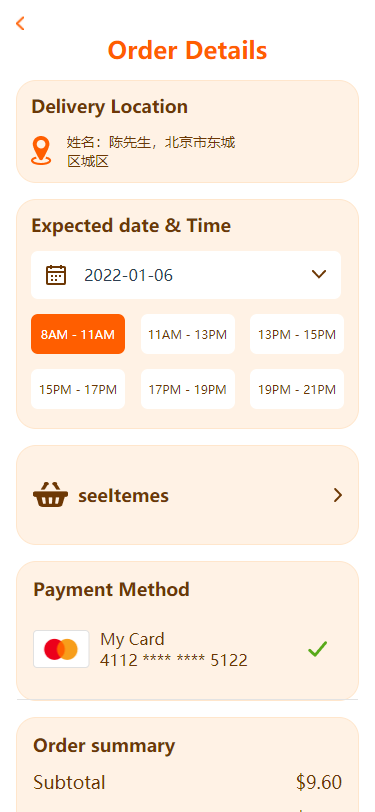 Order Details
Delivery Location
姓名：陈先生，北京市东城
区城区
Expected date & Time
2022-01-06
8AM - 11AM
11AM - 13PM
13PM - 15PM
15PM - 17PM
17PM - 19PM
19PM - 21PM
seeltemes
Payment Method
My Card
4112 **** **** 5122
Order summary
Subtotal
$9.60